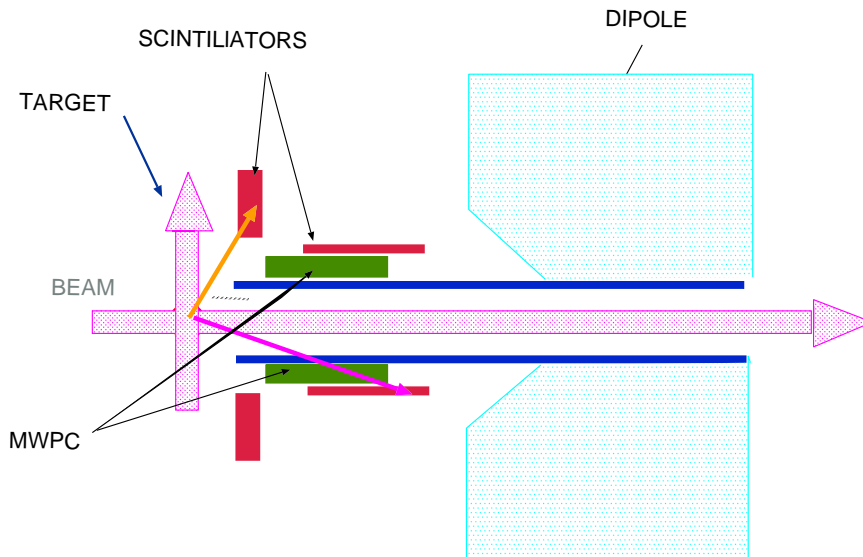 DIPOLE
SCINTILIATORS
TARGET
BEAM
MWPC